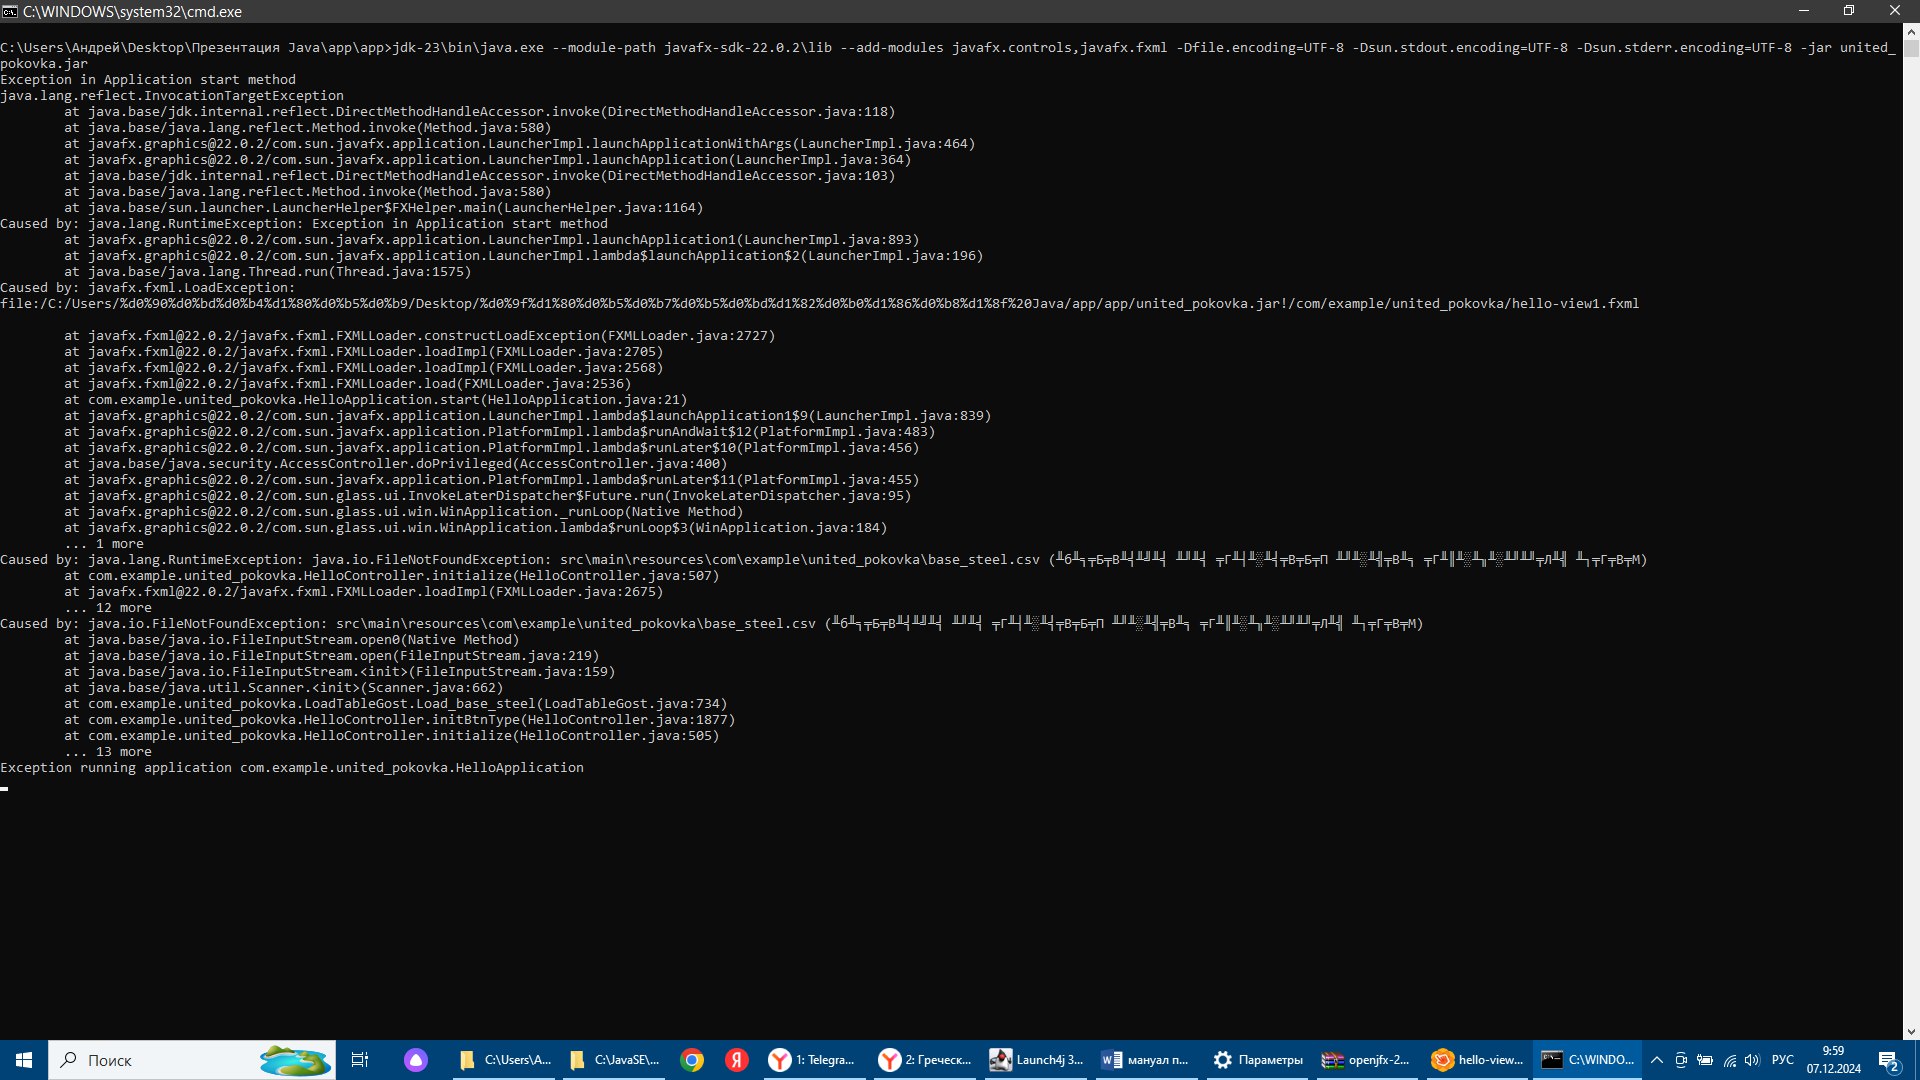 C:\WINDOWS\system32\cmd.exe
C:\Users\Андрей\Desktop\Презентация Java\app\app>jdk-23\bin\java.exe --module-path javafx-sdk-22.0.2\lib --add-modules javafx.controls,javafx.fxml -Dfile.encoding=UTF-8 -Dsun.stdout.encoding=UTF-8 -Dsun.stderr.encoding=UTF-8 -jar united_
pokovka.jar
Exception in Application start method
java.lang.reflect.InvocationTargetException
at java.base/jdk.internal.reflect.DirectMethodHandleAccessor.invoke(DirectMethodHandleAccessor.java:118)
at java.base/java.lang.reflect.Method.invoke(Method.java:580)
at javafx.graphics@22.0.2/com.sun.javafx.application.LauncherImpl.launchApplicationWithArgs(LauncherImpl.java:464)
at javafx.graphics@22.0.2/com.sun.javafx.application.LauncherImpl.launchApplication(LauncherImpl.java:364)
at java.base/jdk.internal.reflect.DirectMethodHandleAccessor.invoke(DirectMethodHandleAccessor.java:103)
at java.base/java.lang.reflect.Method.invoke(Method.java:580)
at java.base/sun.launcher.LauncherHelper$FXHelper.main(LauncherHelper.java:1164)
Caused by: java.lang.RuntimeException: Exception in Application start method
at javafx.graphics@22.0.2/com.sun.javafx.application.LauncherImpl.launchApplication1(LauncherImpl.java:893)
at javafx.graphics@22.0.2/com.sun.javafx.application.LauncherImpl.lambda$launchApplication$2(LauncherImpl.java:196)
at java.base/java.lang.Thread.run(Thread.java:1575)
Caused by: javafx.fxml.LoadException:
file:/C:/Users/%d0%90%d0%bd%d0%b4%d1%80%d0%b5%d0%b9/Desktop/%d0%9f%d1%80%d0%b5%d0%b7%d0%b5%d0%bd%d1%82%d0%b0%d1%86%d0%b8%d1%8f%20Java/app/app/united_pokovka.jar!/com/example/united_pokovka/hello-view1.fxml
at javafx.fxml@22.0.2/javafx.fxml.FXMLLoader.constructLoadException(FXMLLoader.java:2727)
at javafx.fxml@22.0.2/javafx.fxml.FXMLLoader.loadImpl(FXMLLoader.java:2705)
at javafx.fxml@22.0.2/javafx.fxml.FXMLLoader.loadImpl(FXMLLoader.java:2568)
at javafx.fxml@22.0.2/javafx.fxml.FXMLLoader.load(FXMLLoader.java:2536)
at com.example.united_pokovka.HelloApplication.start(HelloApplication.java:21)
at javafx.graphics@22.0.2/com.sun.javafx.application.LauncherImpl.lambda$launchApplication1$9(LauncherImpl.java:839)
at javafx.graphics@22.0.2/com.sun.javafx.application.PlatformImpl.lambda$runAndWait$12(PlatformImpl.java:483)
at javafx.graphics@22.0.2/com.sun.javafx.application.PlatformImpl.lambda$runLater$10(PlatformImpl.java:456)
at java.base/java.security.AccessController.doPrivileged(AccessController.java:400)
at javafx.graphics@22.0.2/com.sun.javafx.application.PlatformImpl.lambda$runLater$11(PlatformImpl.java:455)
at javafx.graphics@22.0.2/com.sun.glass.ui.InvokeLaterDispatcher$Future.run(InvokeLaterDispatcher.java:95)
at javafx.graphics@22.0.2/com.sun.glass.ui.win.WinApplication._runLoop(Native Method)
at javafx.graphics@22.0.2/com.sun.glass.ui.win.WinApplication.lambda$runLoop$3(WinApplication.java:184)
... 1 more
Caused by: java.lang.RuntimeException: java.io.FileNotFoundException: src\main\resources\com\example\united_pokovka\base_steel.csv
at com.example.united_pokovka.HelloController.initialize(HelloController.java:507)
at javafx.fxml@22.0.2/javafx.fxml.FXMLLoader.loadImpl(FXMLLoader.java:2675)
... 12 more
Caused by: java.io.FileNotFoundException: src\main\resources\com\example\united_pokovka\base_steel.csv
at java.base/java.io.FileInputStream.open0(Native Method)
at java.base/java.io.FileInputStream.open(FileInputStream.java:219)
at java.base/java.io.FileInputStream.<init>(FileInputStream.java:159)
at java.base/java.util.Scanner.<init>(Scanner.java:662)
at com.example.united_pokovka.LoadTableGost.Load_base_steel(LoadTableGost.java:734)
at com.example.united_pokovka.HelloController.initBtnType(HelloController.java:1877)
at com.example.united_pokovka.HelloController.initialize(HelloController.java:505)
... 13 more
Exception running application com.example.united_pokovka.HelloApplication
Поиск
C:\Users\A...
C:\JavaSE\...
Я
1: Telegra...
2: Греческ...
Launch4j 3...
мануал п...
Параметры
openjfx-2...
hello-view...
C:\WINDO...
РУС
9:59
07.12.2024
2